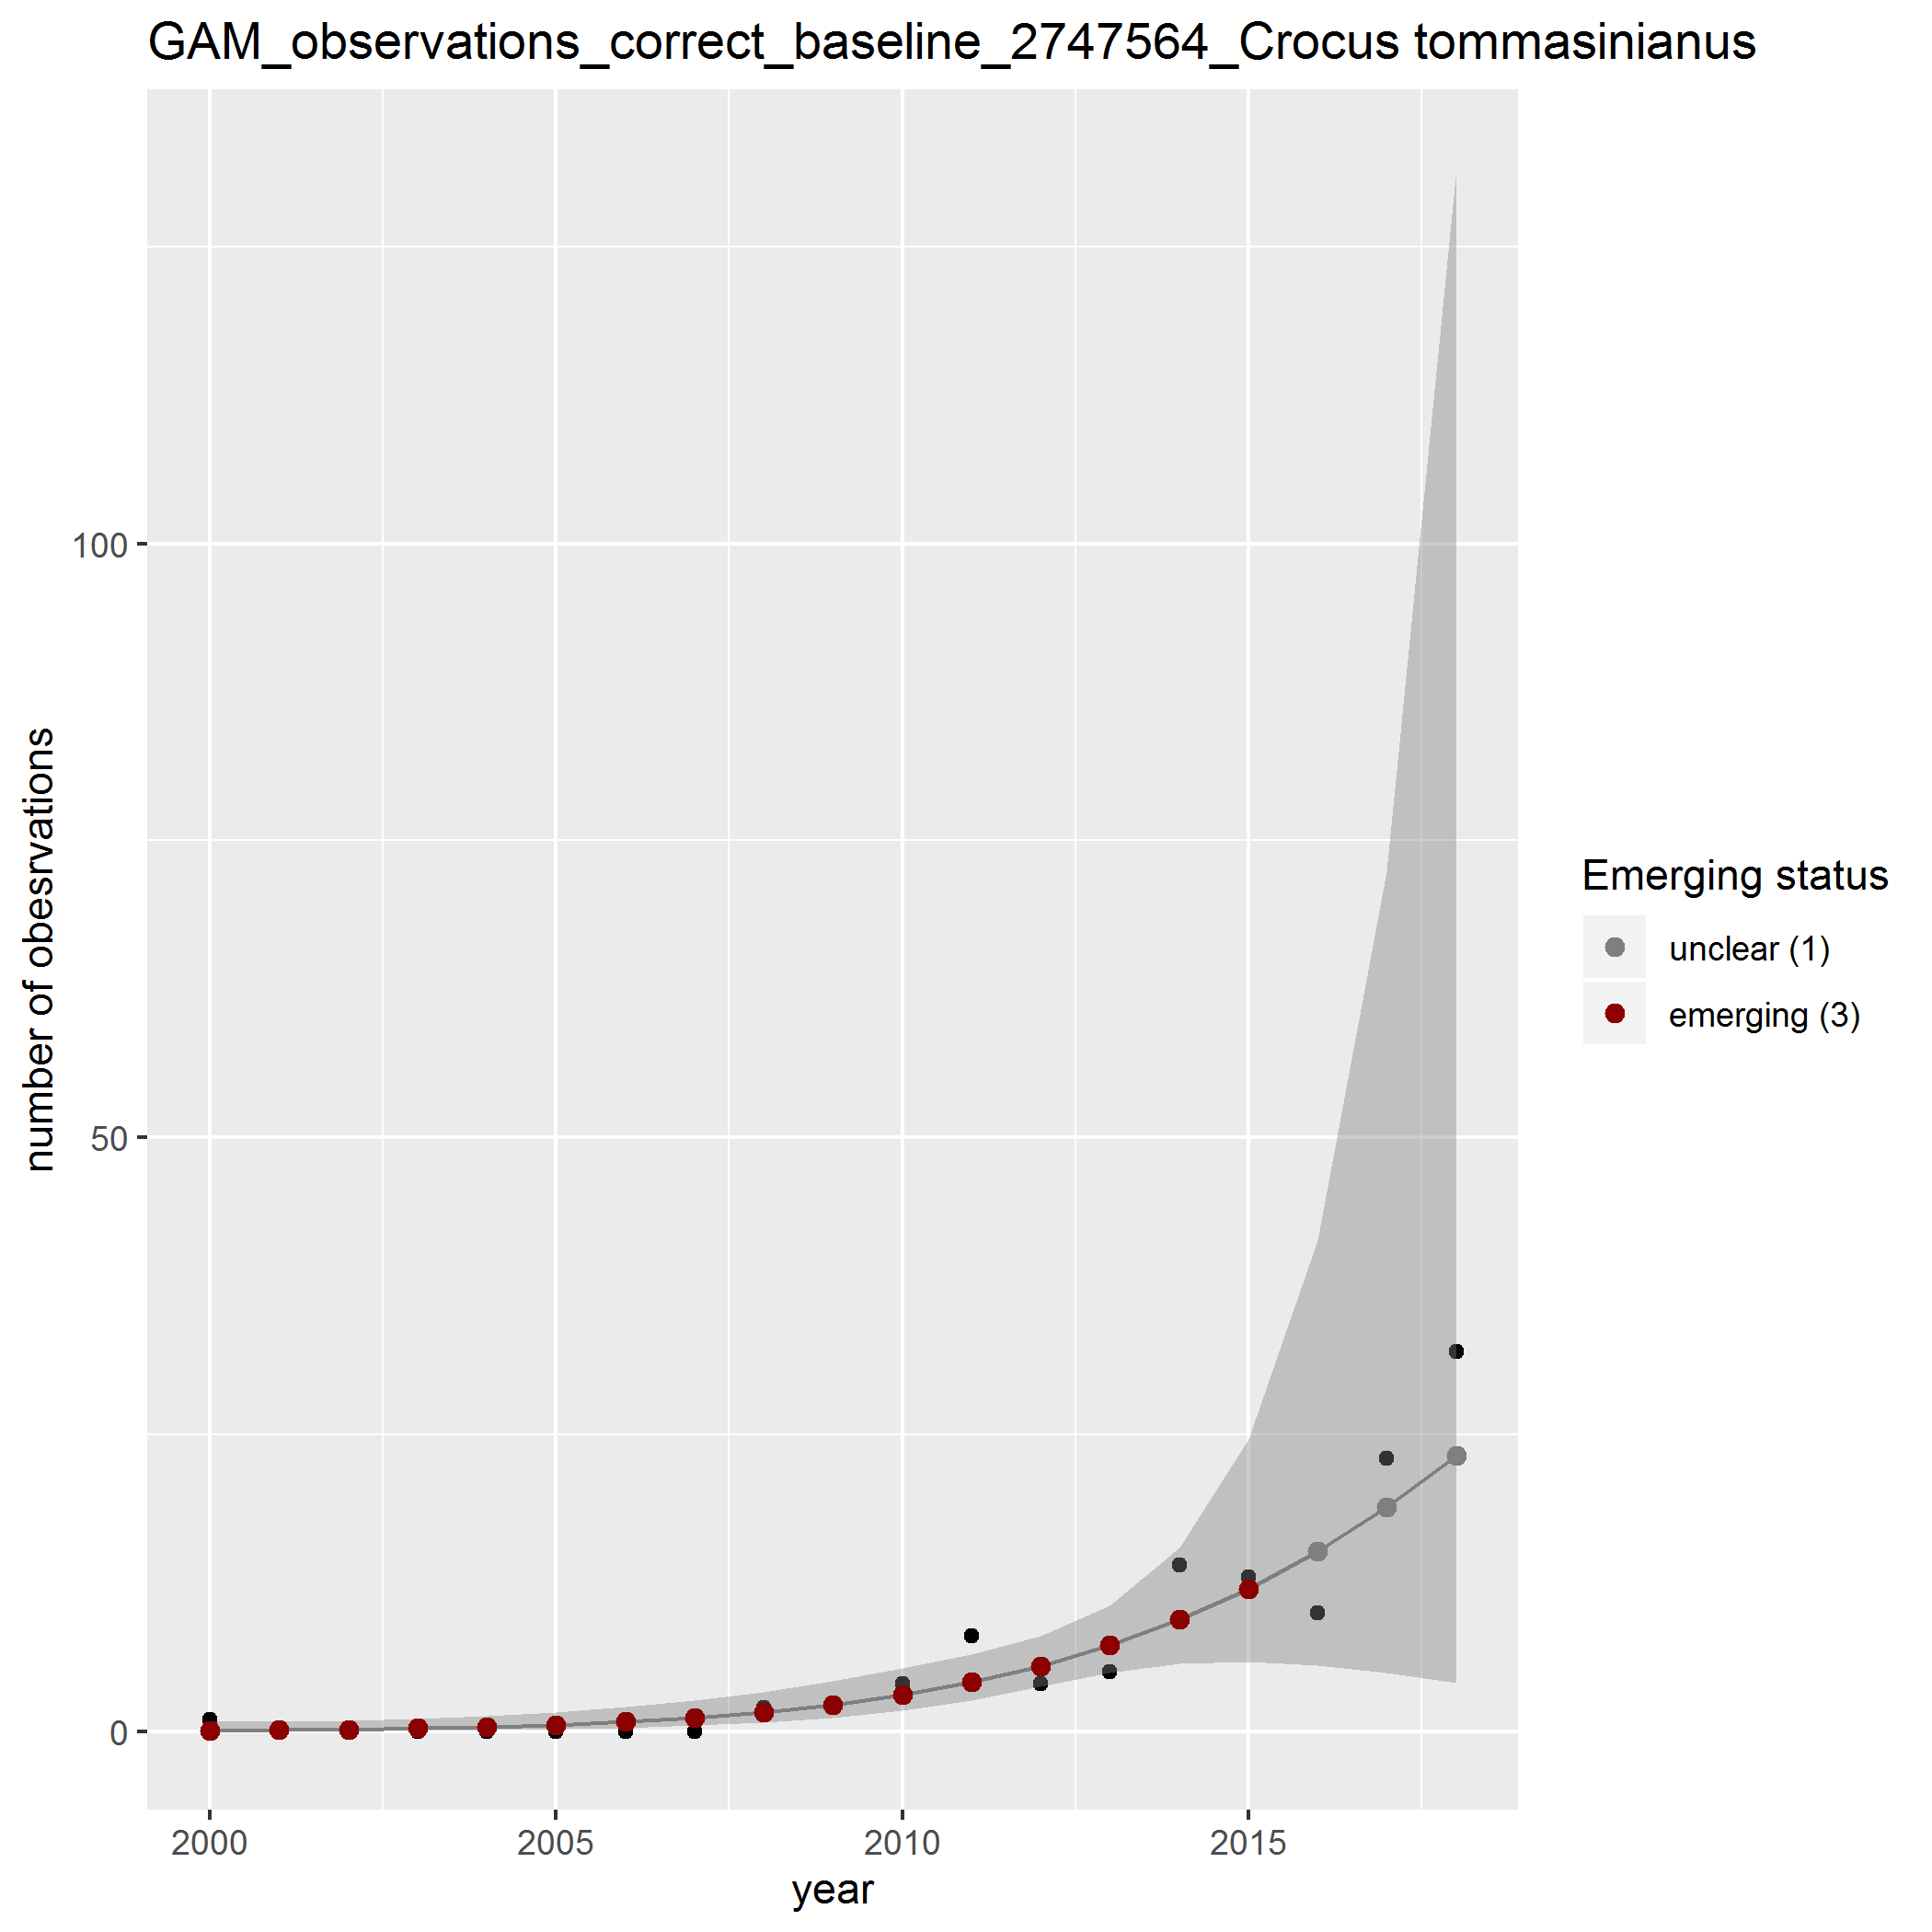 GAM_observations_correct_baseline_2747564_Crocus tommasinianus
number of obesrvations
100
50
0
2000 2005 2010 2015
year
Emerging status
unclear (1)
emerging (3)